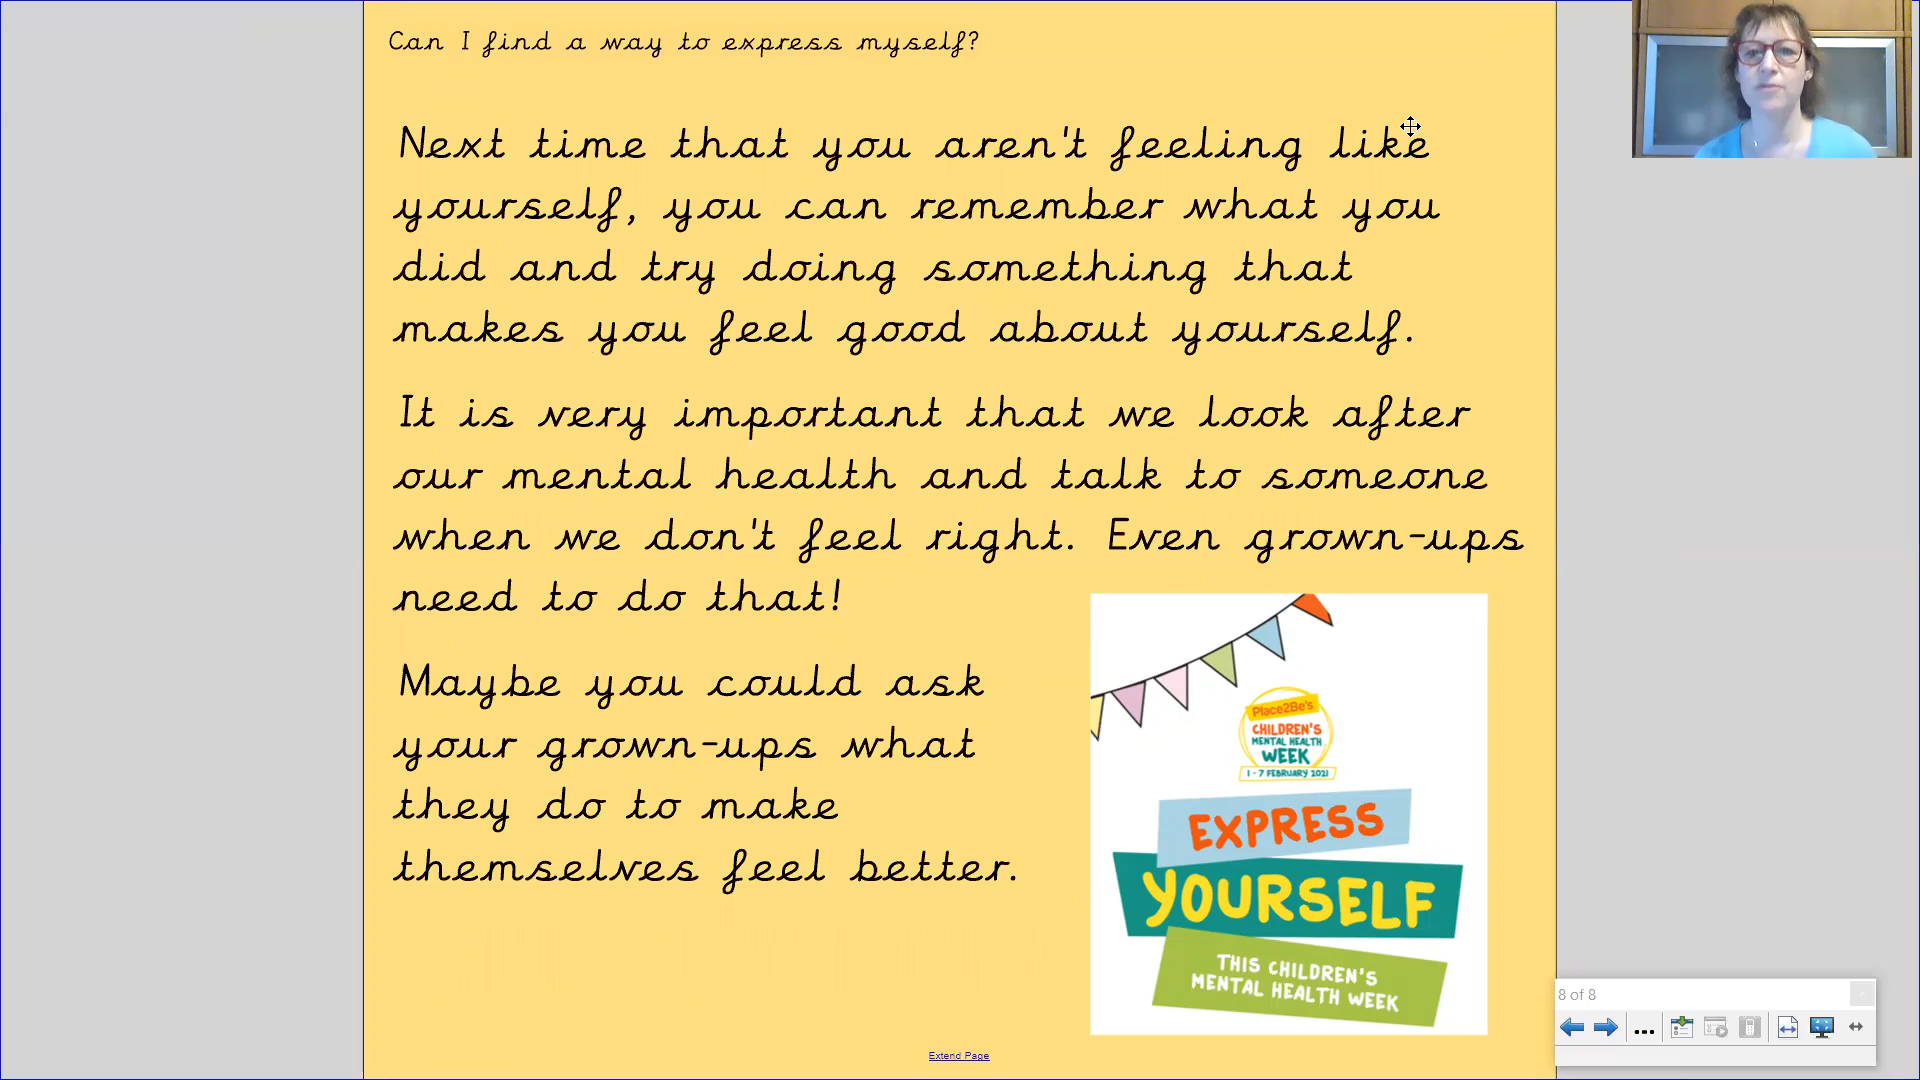 Can I find a way to express myself?
Next time that you aren't feeling like
yourself, you can remember what you
did and try doing something that
makes you feel good about yourself.
It is very important that we look after
our mental health and talk to someone
when we don't feel right. Even grown-ups
need to do that!
Maybe you could ask
your grown-ups what
they do to make
themselves feel better.
Place2Be's
CHILDREN'S
MENTAL HEALTH
WEEK
1 - 7 FEBRUARY 2021
EXPRESS
YOURSELF
THIS CHILDREN'S
MENTAL HEALTH WEEK
8 of 8
Extend Page